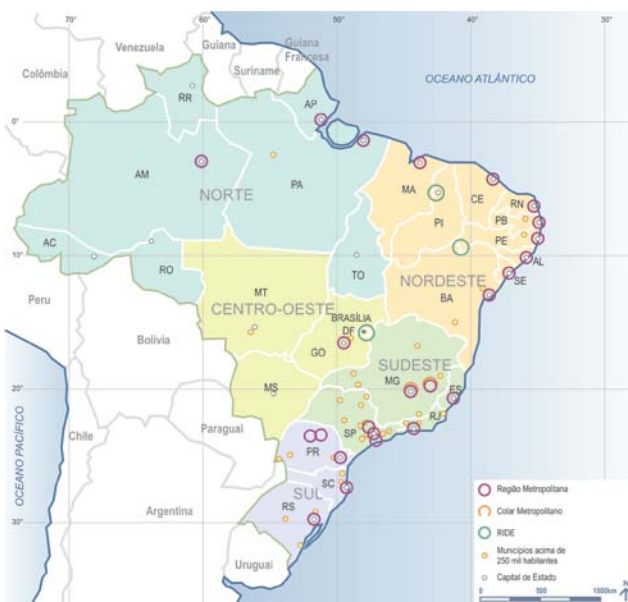 70°
60°
50°
40°
30°
Venezuela
Guiana
Guiana
Francesa
Suriname
Colômbia
OCEANO ATLÂNTICO
RR
AP
0°
AM
PA
NORTE
MA
CE
RN
PB
PI
PE
AC
AL
10°
RO
TO
SE
NORDESTE
MT
BA
Peru
CENTRO-OESTE
BRASÍLIA
DF
Bolívia
GO
SUDESTE
MG
ES
20°
MS
RJ
Paraguai
SP
Chile
OCEANO PACÍFICO
PR
SC
SUL
RS
Argentina
30°
Uruguai
Região Metropolitana
Colar Metropolitano
RIDE
Municípios acima de
250 mil habitantes
Capital de Estado
0 500 1000km
N